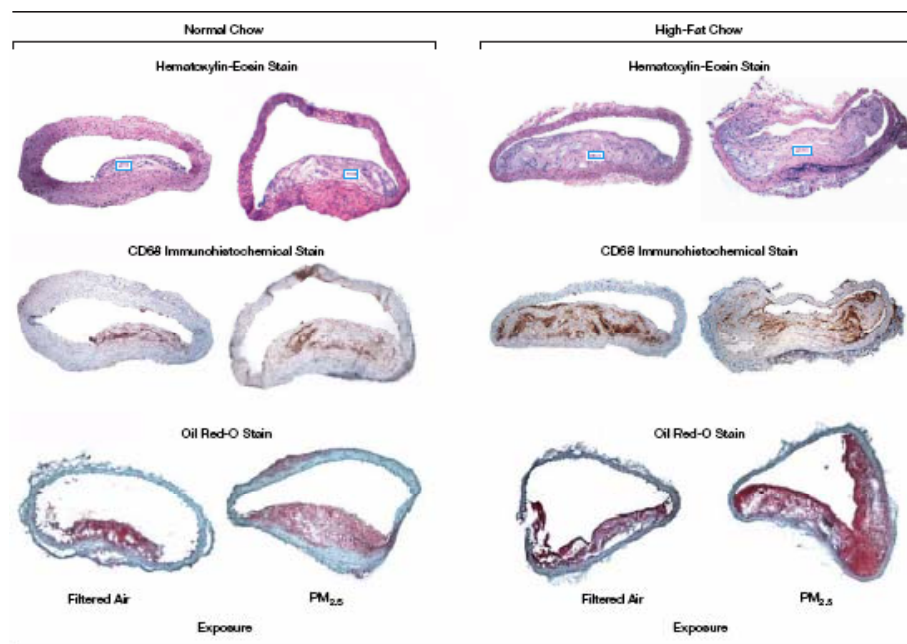 Normal Chow
High-Fat Chow
Hematoxylin-Eosin Stain
Hematoxylin-Eosin Stain
CD68 Immunohistochemical Stain
CD68 Immunohistochemical Stain
Oil Red-O Stain
Oil Red-O Stain
Filtered Air
PM2.5
Filtered Air
PM2.5
Exposure
Exposure